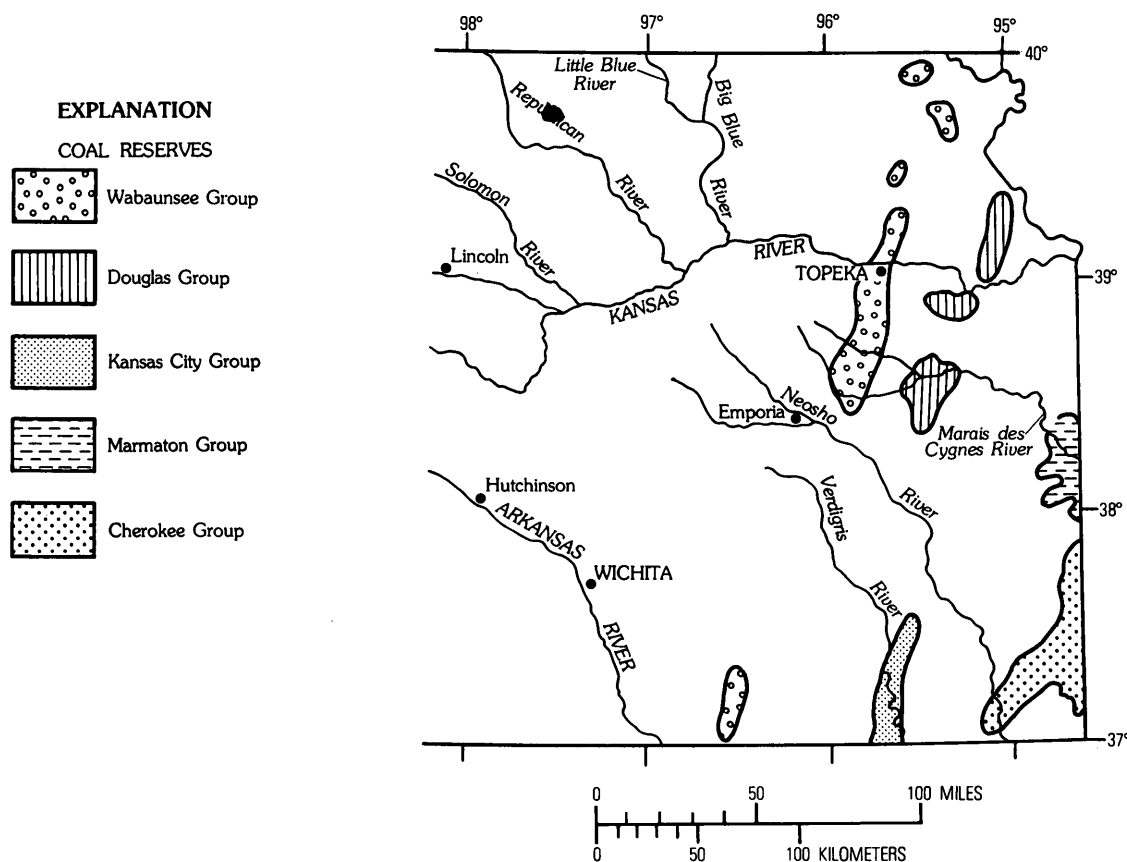 98°
97°
96°
95°
40°
Little Blue
River
Big Blue
River
Republican
River
EXPLANATION
COAL RESERVES
Wabaunsee Group
Douglas Group
Kansas City Group
Marmaton Group
Cherokee Group
Solomon
River
Lincoln
RIVER
KANSAS
TOPEKA
39°
Emporia
Neosho
River
Marais des
Cygnes River
Verdigris
River
38°
Hutchinson
ARKANSAS
RIVER
WICHITA
37°
0 50 100 MILES
0 50 100 KILOMETERS